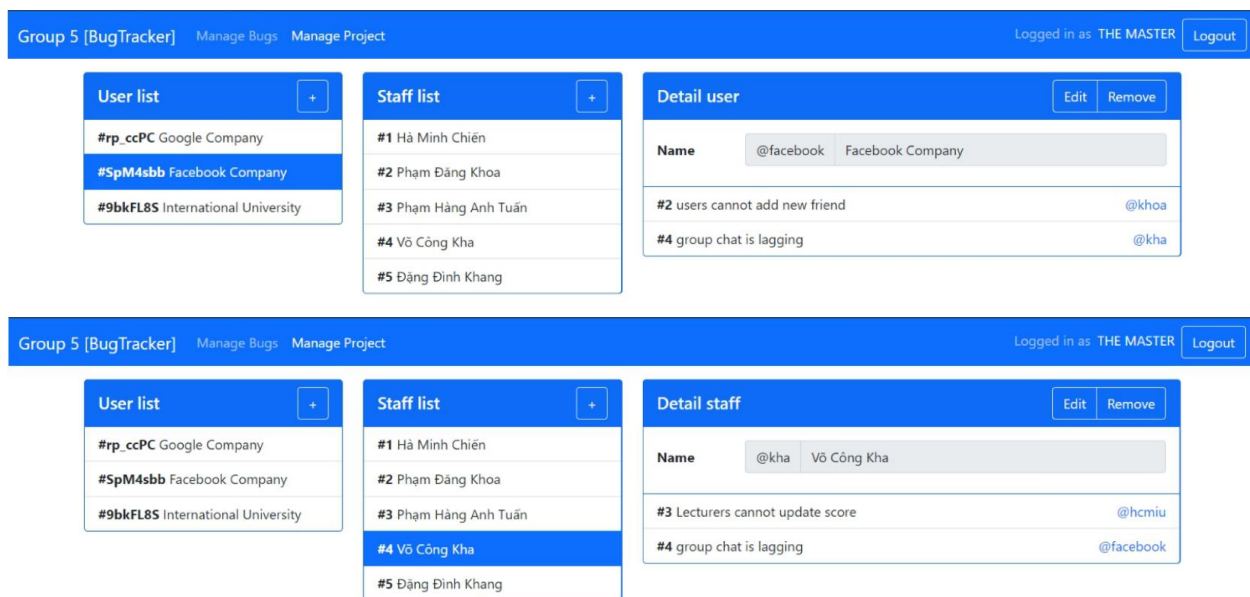 Group 5 [BugTracker] Manage Bugs Manage Project Logged in as THE MASTER Logout
User list +
#rp_ccPC Google Company
#SpM4sbb Facebook Company
#9bkFL8S International University
Staff list +
#1 Hà Minh Chiến
#2 Phạm Đăng Khoa
#3 Phạm Hàng Anh Tuấn
#4 Võ Công Kha
#5 Đặng Đình Khang
Detail user Edit Remove
Name @facebook Facebook Company
#2 users cannot add new friend @khoa
#4 group chat is lagging @kha
Group 5 [BugTracker] Manage Bugs Manage Project Logged in as THE MASTER Logout
User list +
#rp_ccPC Google Company
#SpM4sbb Facebook Company
#9bkFL8S International University
Staff list +
#1 Hà Minh Chiến
#2 Phạm Đăng Khoa
#3 Phạm Hàng Anh Tuấn
#4 Võ Công Kha
#5 Đặng Đình Khang
Detail staff Edit Remove
Name @kha Võ Công Kha
#3 Lecturers cannot update score @hcmiu
#4 group chat is lagging @facebook